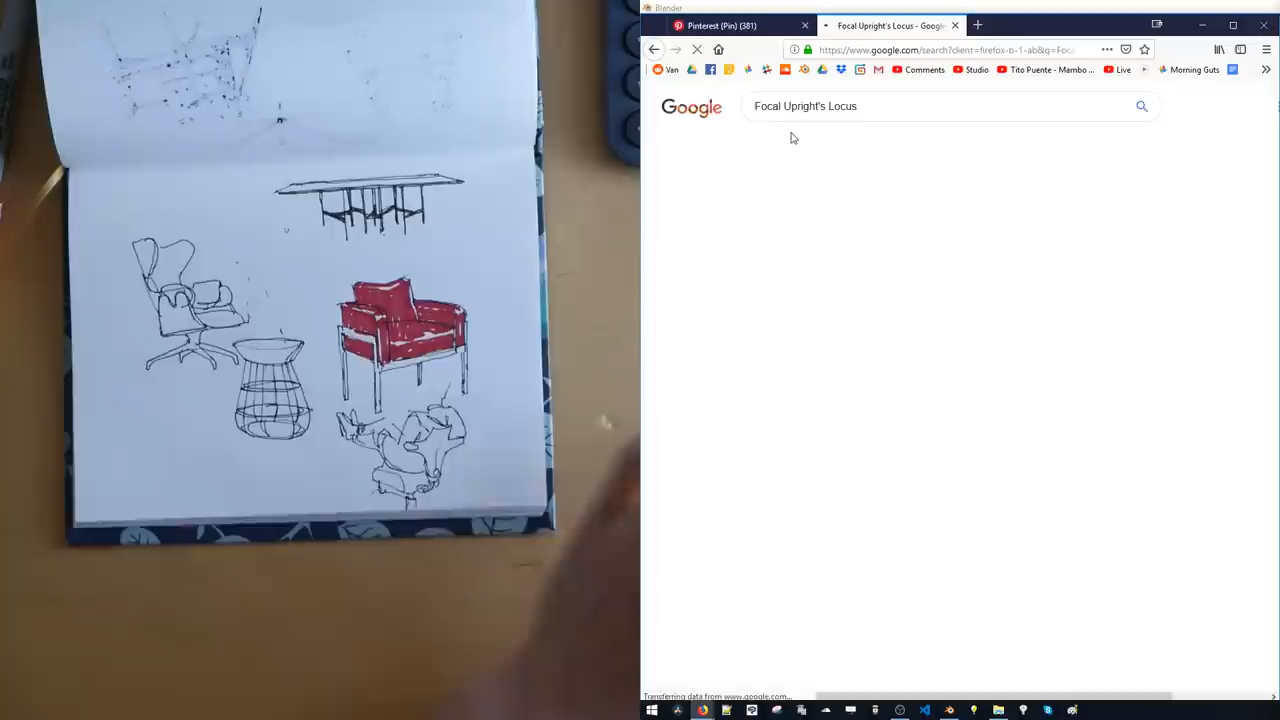 Blender
Pinterest (Pin) (381)
Focal Upright's Locus - Google
https://www.google.com/search?client=firefox-b-1-ab&q=Foca
Van
Comments
Studio
Tito Puente - Mambo ...
Live
Morning Guts
Google
Focal Upright's Locus
Transferring data from www.google.com...